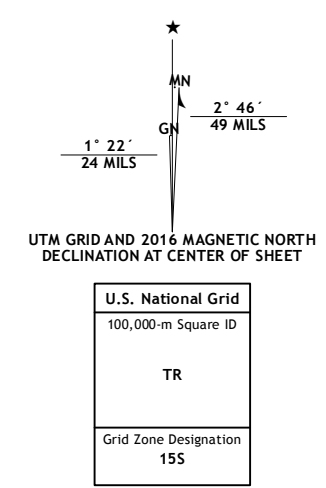 ★
MN
GN
2° 46´
49 MILS
1° 22´
24 MILS
UTM GRID AND 2016 MAGNETIC NORTH
DECLINATION AT CENTER OF SHEET
U.S. National Grid
100,000-m Square ID
TR
Grid Zone Designation
15S